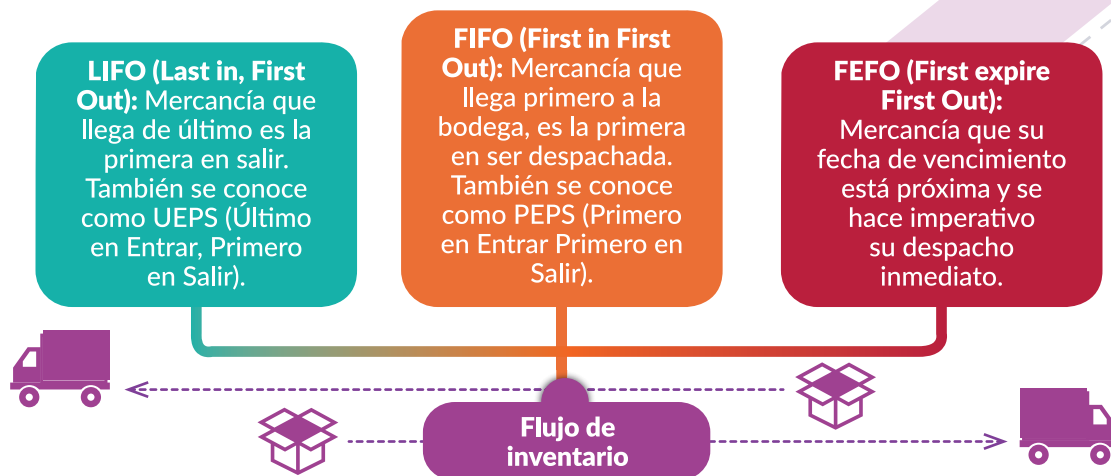 LIFO (Last in, First
Out): Mercancía que
llega de último es la
primera en salir.
También se conoce
como UEPS (Último
en Entrar, Primero
en Salir).
FIFO (First in First
Out): Mercancía que
llega primero a la
bodega, es la primera
en ser despachada.
También se conoce
como PEPS (Primero
en Entrar Primero en
Salir).
FEFO (First expire
First Out):
Mercancía que su
fecha de vencimiento
está próxima y se
hace imperativo
su despacho
inmediato.
Flujo de
inventario